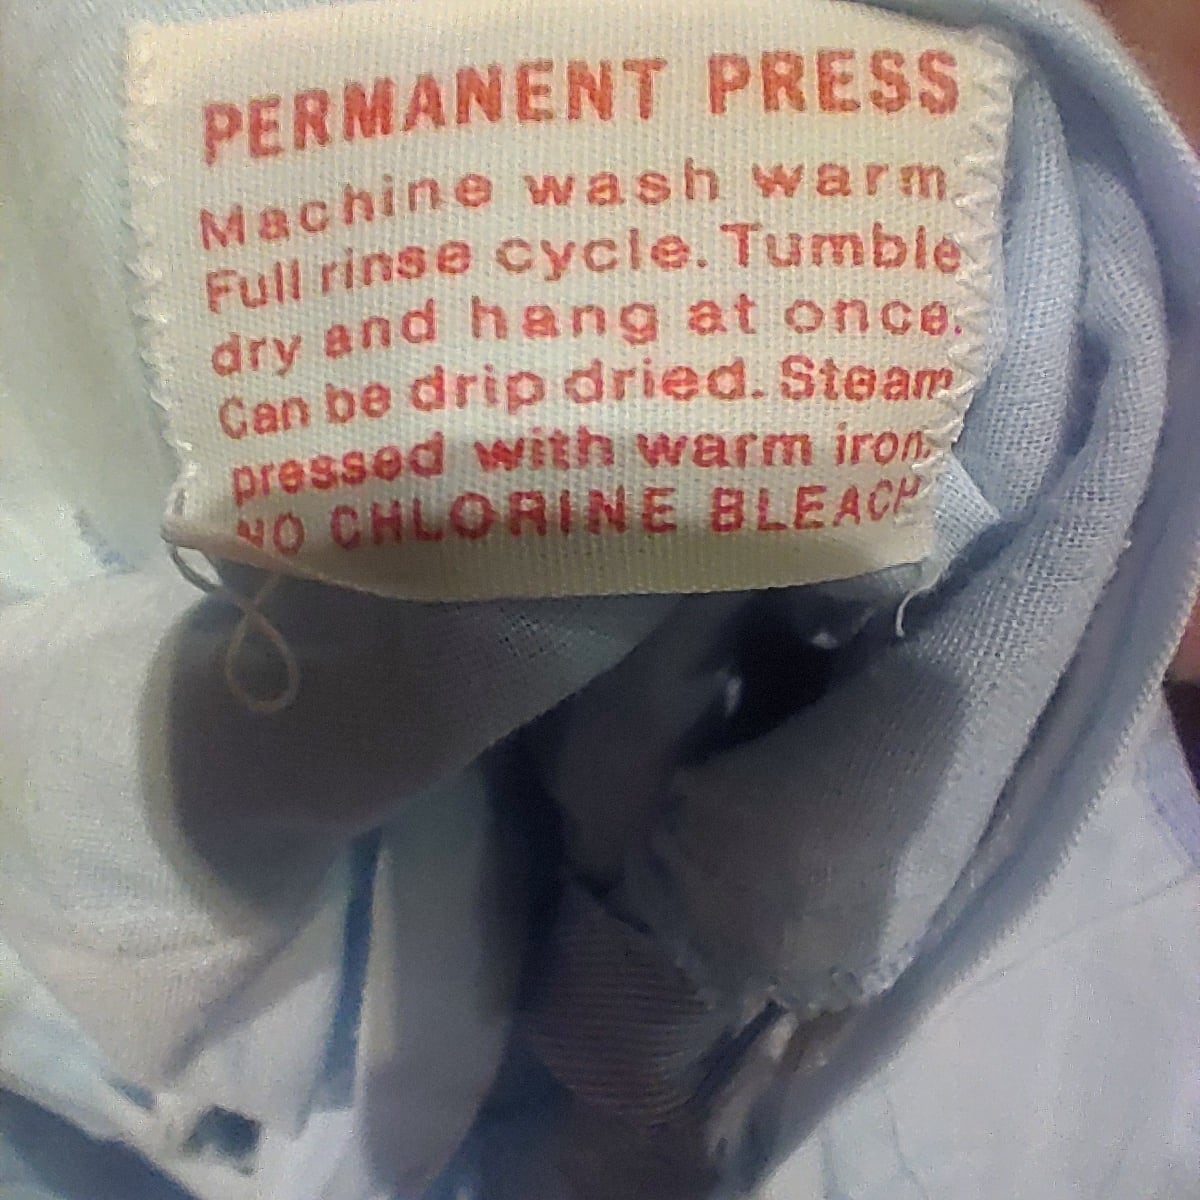 PERMANENT PRESS
Machine wash warm.
Full rinse cycle. Tumble
dry and hang at once.
Can be drip dried. Steam
pressed with warm iron.
NO CHLORINE BLEACH